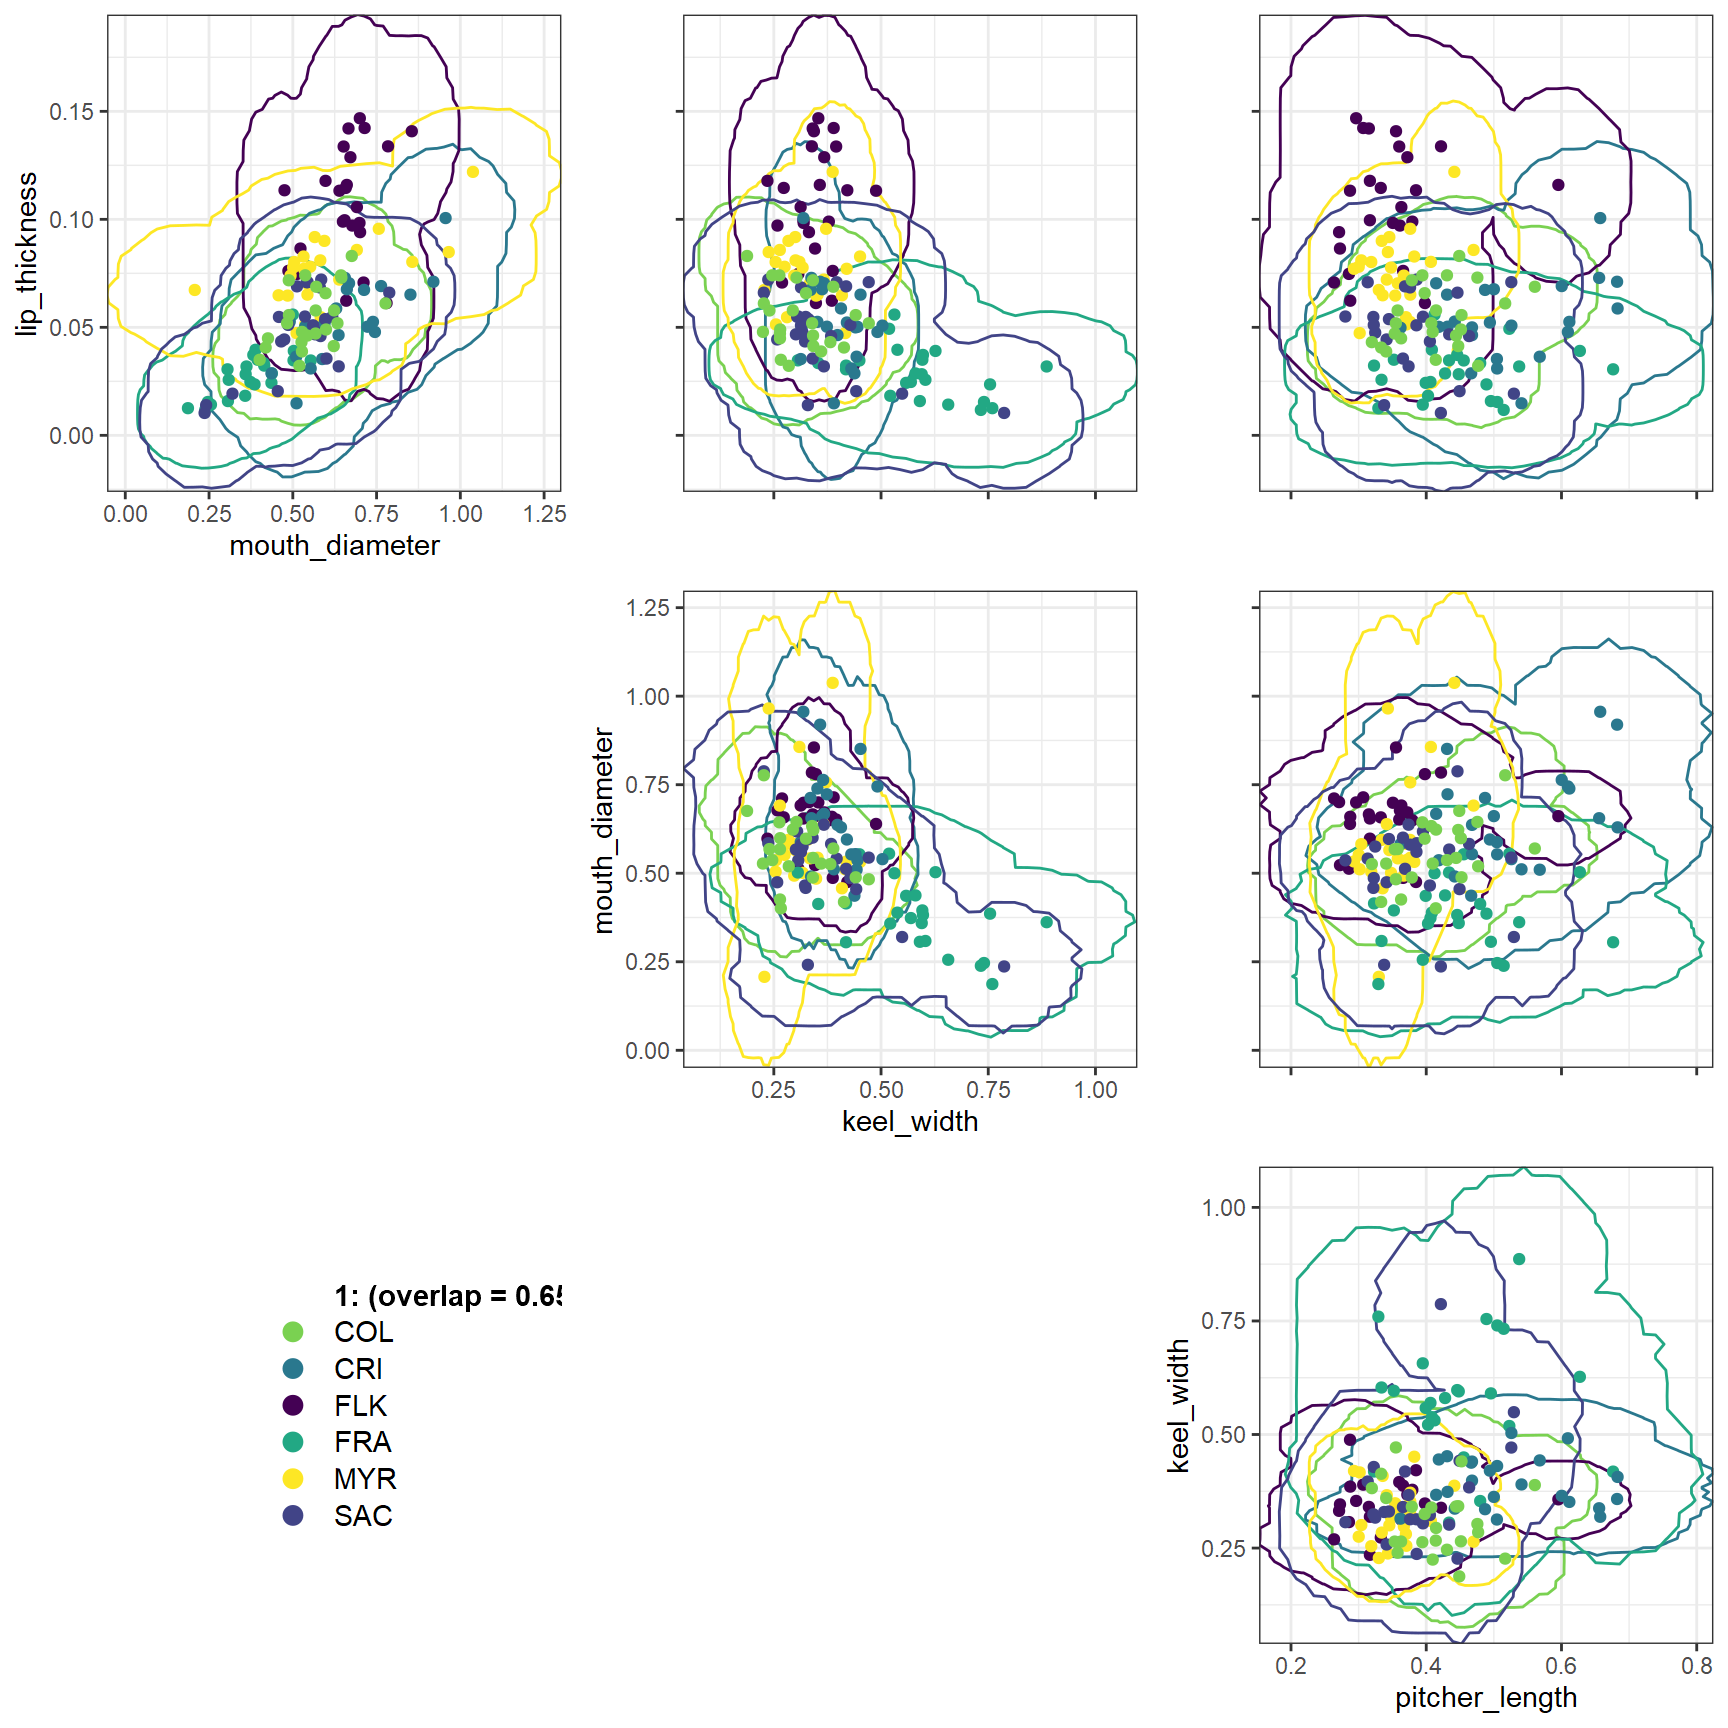 lip_thickness
0.15
0.10
0.05
0.00
0.00 0.25 0.50 0.75 1.00 1.25
mouth_diameter
mouth_diameter
1.25
1.00
0.75
0.50
0.25
0.00
0.25 0.50 0.75 1.00
keel_width
keel_width
1.00
0.75
0.50
0.25
0.2 0.4 0.6 0.8
pitcher_length
1: (overlap = 0.65
COL
CRI
FLK
FRA
MYR
SAC